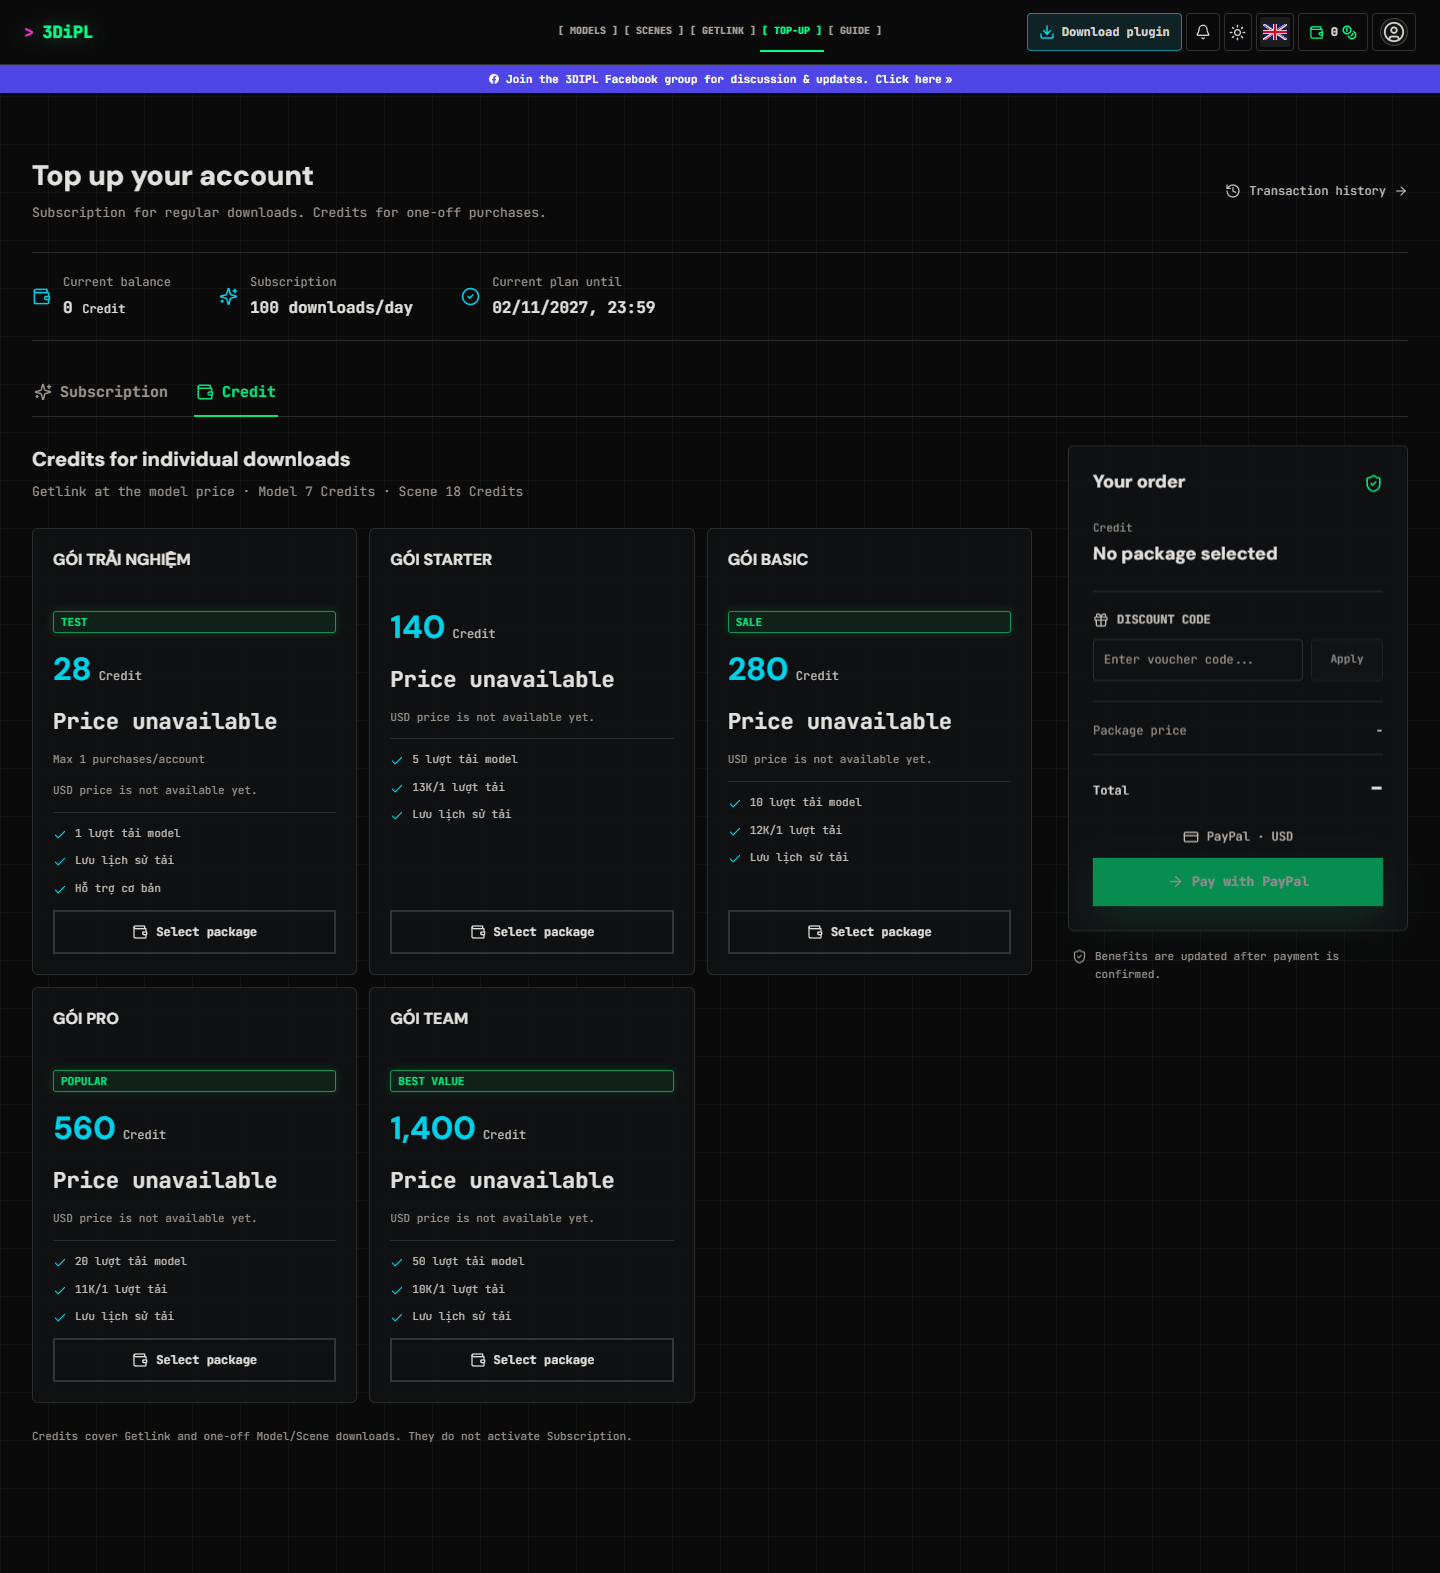 > 3DiPL
[ MODELS ] [ SCENES ] [ GETLINK ] [ TOP-UP ] [ GUIDE ]
Download plugin
0
Join the 3DIPL Facebook group for discussion & updates. Click here »
Top up your account
Subscription for regular downloads. Credits for one-off purchases.
Transaction history →
Current balance
0 Credit
Subscription
100 downloads/day
Current plan until
02/11/2027, 23:59
Subscription
Credit
Credits for individual downloads
Getlink at the model price · Model 7 Credits · Scene 18 Credits
GÓI TRẢI NGHIỆM
TEST
28 Credit
Price unavailable
Max 1 purchases/account
USD price is not available yet.
1 lượt tải model
Lưu lịch sử tải
Hỗ trợ cơ bản
Select package
GÓI STARTER
140 Credit
Price unavailable
USD price is not available yet.
5 lượt tải model
13K/1 lượt tải
Lưu lịch sử tải
Select package
GÓI BASIC
SALE
280 Credit
Price unavailable
USD price is not available yet.
10 lượt tải model
12K/1 lượt tải
Lưu lịch sử tải
Select package
GÓI PRO
POPULAR
560 Credit
Price unavailable
USD price is not available yet.
20 lượt tải model
11K/1 lượt tải
Lưu lịch sử tải
Select package
GÓI TEAM
BEST VALUE
1,400 Credit
Price unavailable
USD price is not available yet.
50 lượt tải model
10K/1 lượt tải
Lưu lịch sử tải
Select package
Credits cover Getlink and one-off Model/Scene downloads. They do not activate Subscription.
Your order
Credit
No package selected
DISCOUNT CODE
Enter voucher code...
Apply
Package price -
Total —
PayPal · USD
→ Pay with PayPal
Benefits are updated after payment is
confirmed.